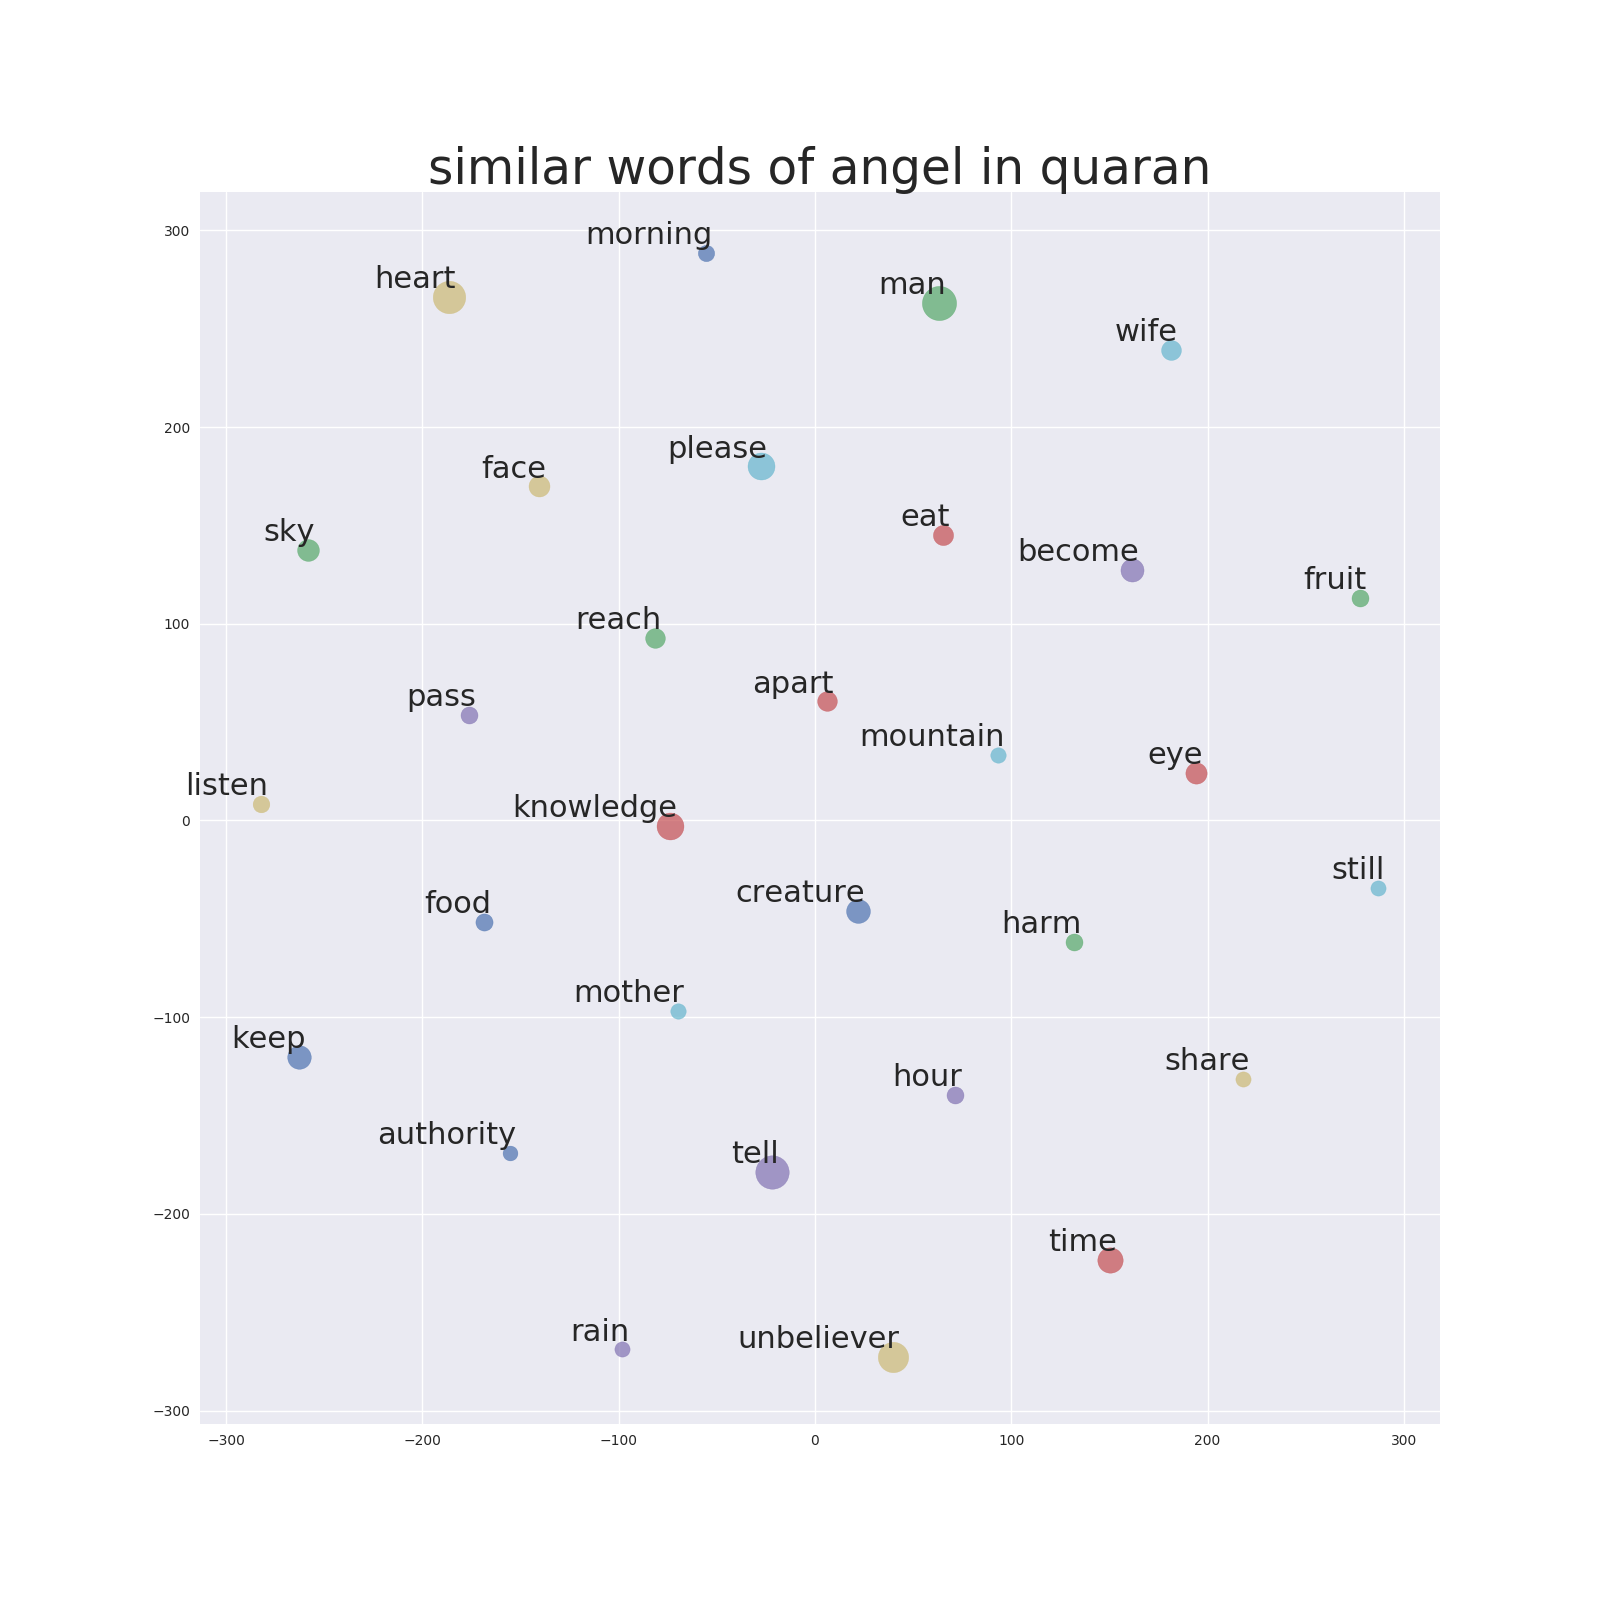 similar words of angel in quaran
300
morning
heart
man
wife
200
please
face
eat
sky
become
fruit
100
reach
apart
pass
mountain
eye
listen
knowledge
0
still
creature
food
harm
mother
−100
keep
share
hour
authority
tell
−200
time
rain
unbeliever
−300
−300 −200 −100 0 100 200 300